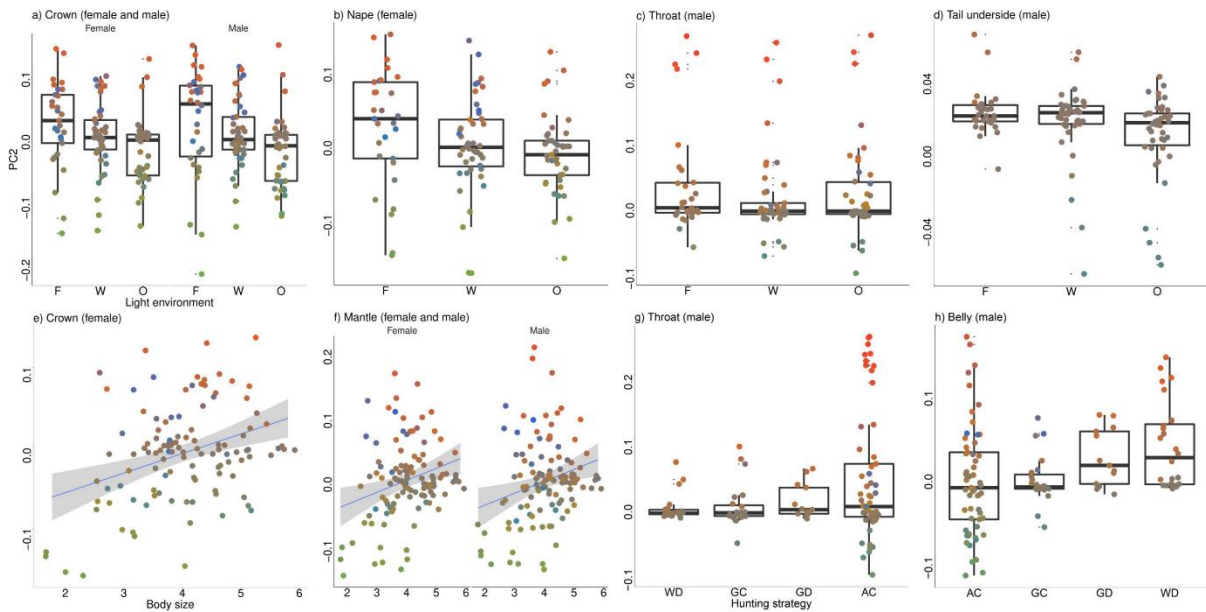 a) Crown (female and male)
Female
Male
PC2
0.1
0.0
−0.1
−0.2
F W O F W O
Light environment
b) Nape (female)
0.1
0.0
−0.1
F W O
c) Throat (male)
0.2
0.1
0.0
−0.1
F W O
d) Tail underside (male)
0.04
0.00
−0.04
F W O
e) Crown (female)
0.1
0.0
−0.1
2 3 4 5 6
Body size
f) Mantle (female and male)
Female
Male
0.2
0.1
0.0
−0.1
2 3 4 5 6 2 3 4 5 6
g) Throat (male)
0.2
0.1
0.0
−0.1
WD GC GD AC
Hunting strategy
h) Belly (male)
0.1
0.0
−0.1
AC GC GD WD